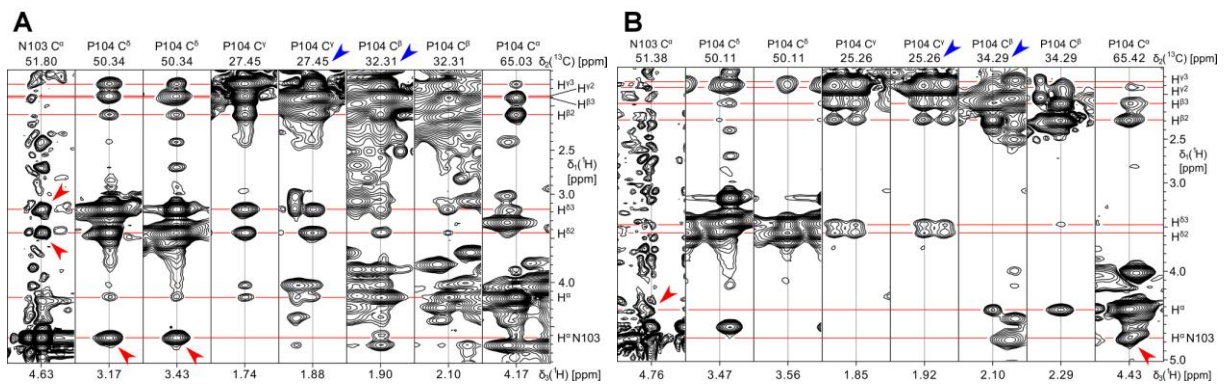 A
N103 Cα P104 Cδ P104 Cδ P104 Cγ P104 Cγ P104 Cβ P104 Cβ P104 Cα
51.80 50.34 50.34 27.45 27.45 32.31 32.31 65.03 δ2(13C) [ppm]
Hγ3
Hγ2
Hβ3
Hβ2
2.5
δ1(1H)
[ppm]
3.0
Hδ3
Hδ2
4.0
Hα
Hα N103
4.63 3.17 3.43 1.74 1.88 1.90 2.10 4.17 δ3(1H) [ppm]
B
N103 Cα P104 Cδ P104 Cδ P104 Cγ P104 Cγ P104 Cβ P104 Cβ P104 Cα
51.38 50.11 50.11 25.26 25.26 34.29 34.29 65.42 δ2(13C) [ppm]
Hγ3
Hγ2
Hβ3
Hβ2
2.5
δ1(1H)
[ppm]
3.0
Hδ3
Hδ2
4.0
Hα
Hα N103
5.0
4.76 3.47 3.56 1.85 1.92 2.10 2.29 4.43 δ3(1H) [ppm]